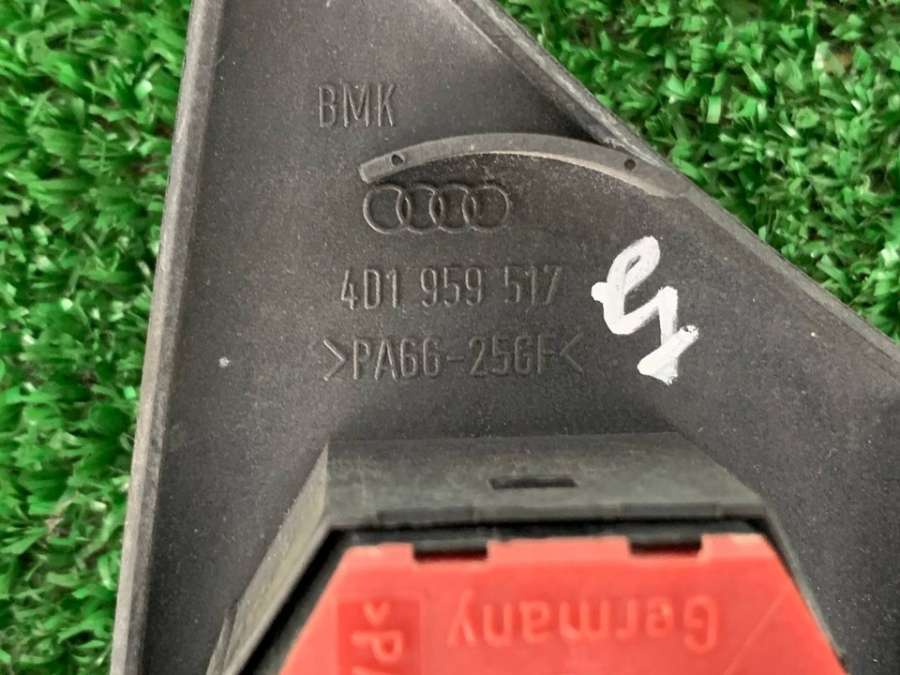 BMK
4D1 959 517
>PA66-25GF<
Germany
>P